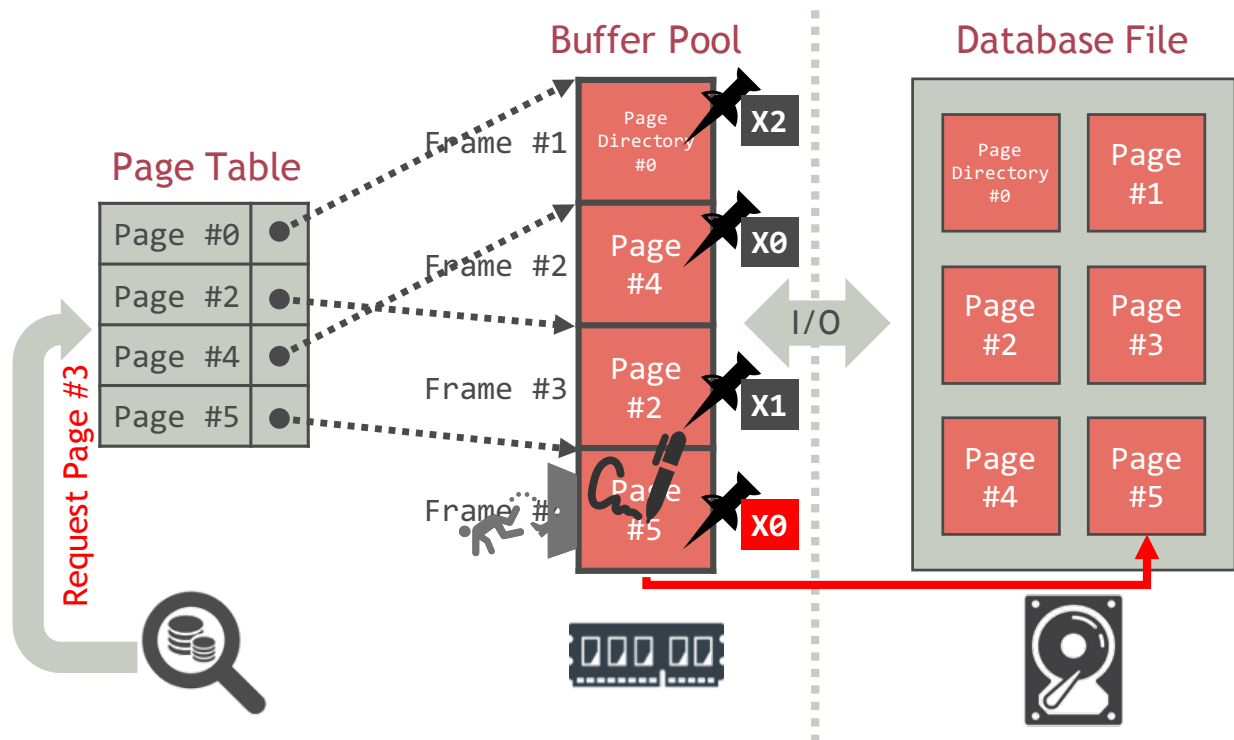 Buffer Pool
Database File
Page Table
Page #0
Page #2
Page #4
Page #5
Request Page #3
Frame #1
Frame #2
Frame #3
Frame #
Page
Directory
#0
X2
Page
#4
X0
Page
#2
X1
Page
#5
X0
I/O
Page
Directory
#0
Page
#1
Page
#2
Page
#3
Page
#4
Page
#5